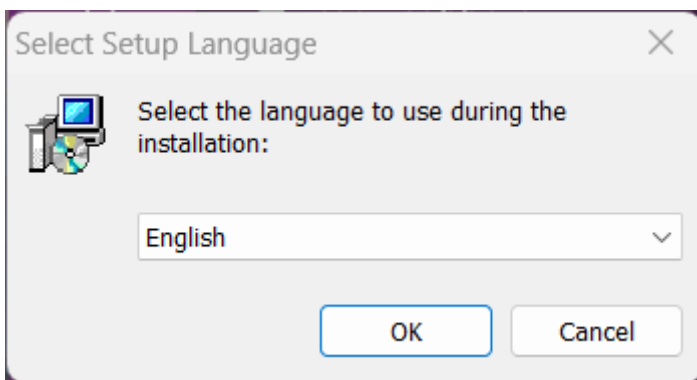 Select Setup Language
Select the language to use during the
installation:
English
OK
Cancel